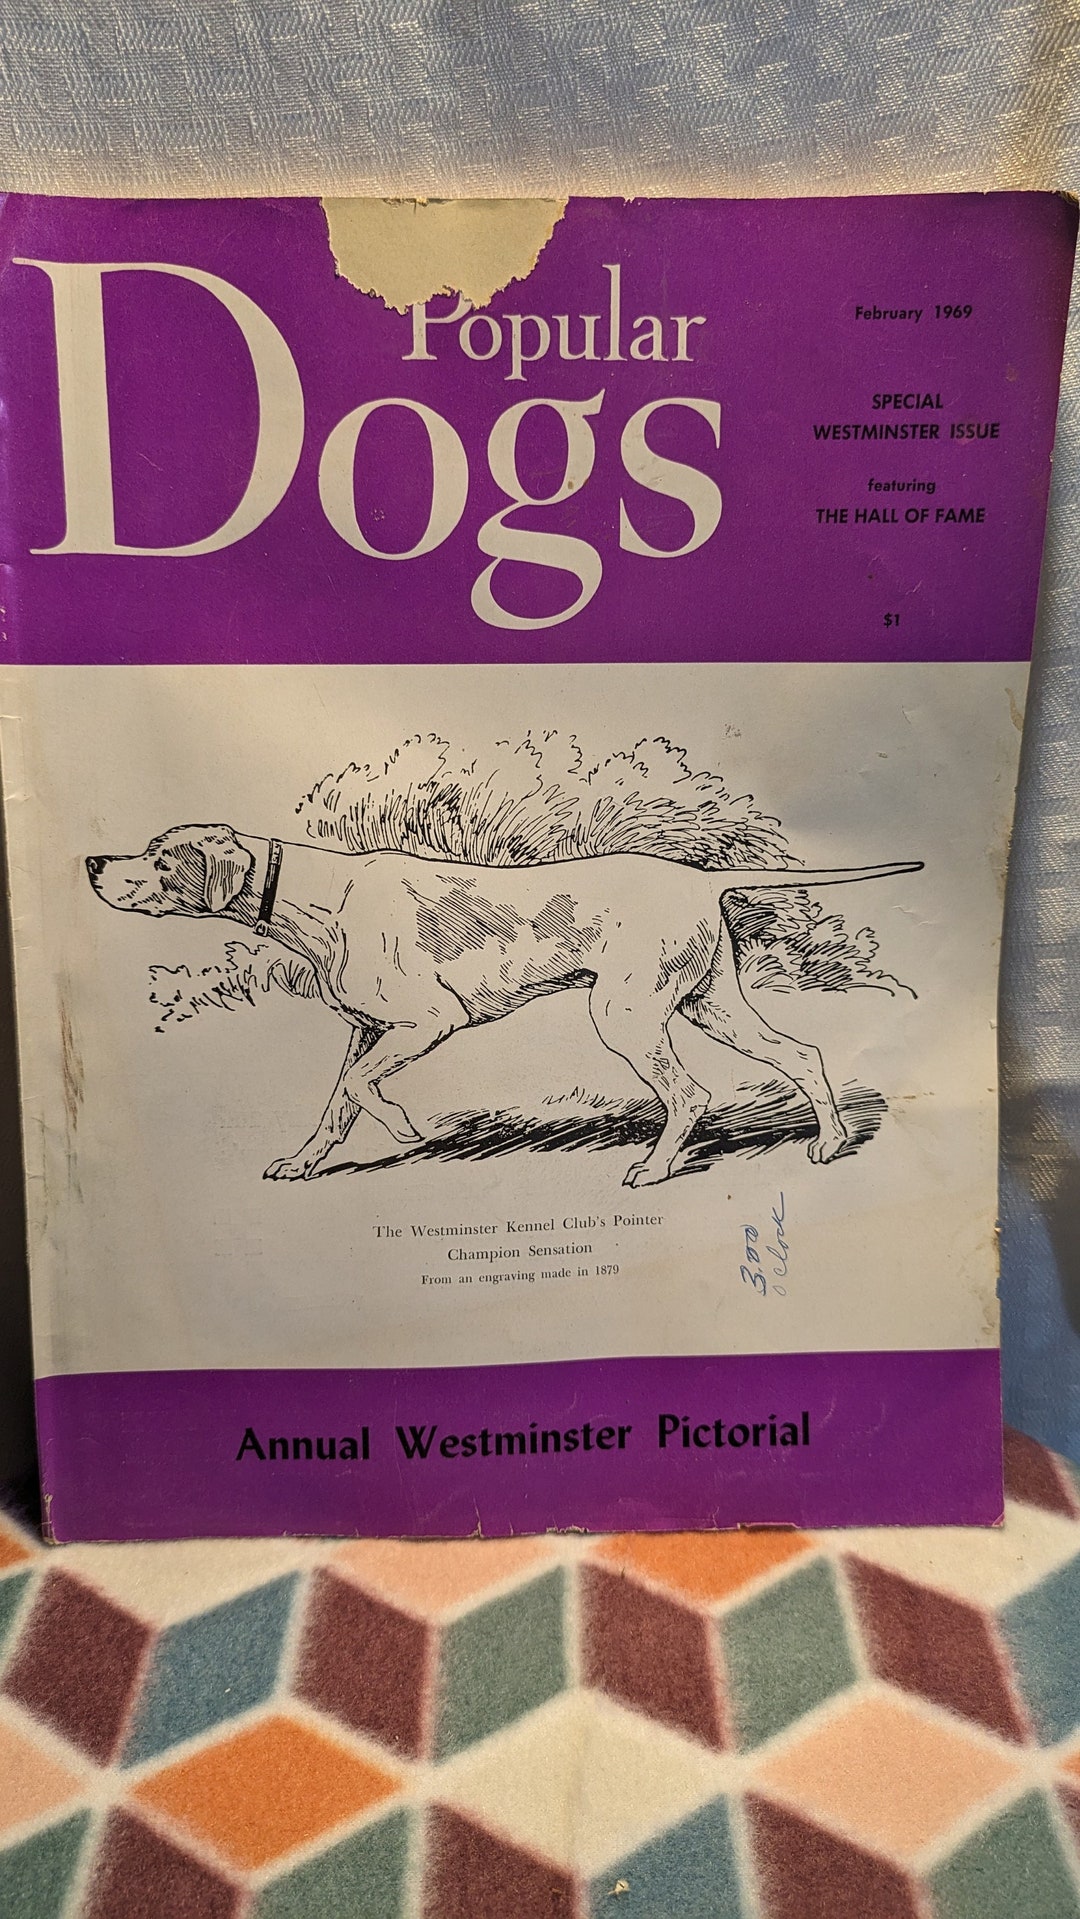 Popular
Dogs
February 1969
SPECIAL
WESTMINSTER ISSUE
featuring
THE HALL OF FAME
$1
The Westminster Kennel Club's Pointer
Champion Sensation
From an engraving made in 1879
3:00
o clock
Annual Westminster Pictorial